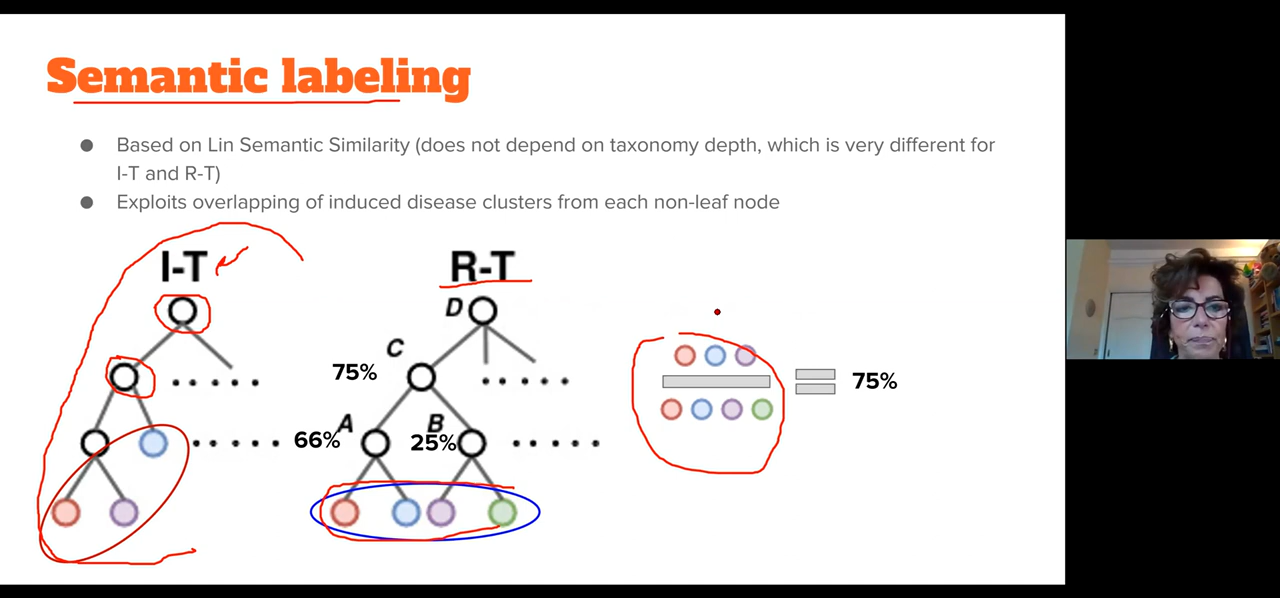 Semantic labeling
● Based on Lin Semantic Similarity (does not depend on taxonomy depth, which is very different for
I-T and R-T)
● Exploits overlapping of induced disease clusters from each non-leaf node
I-T
R-T
D
C
75%
75%
A
B
66%
25%